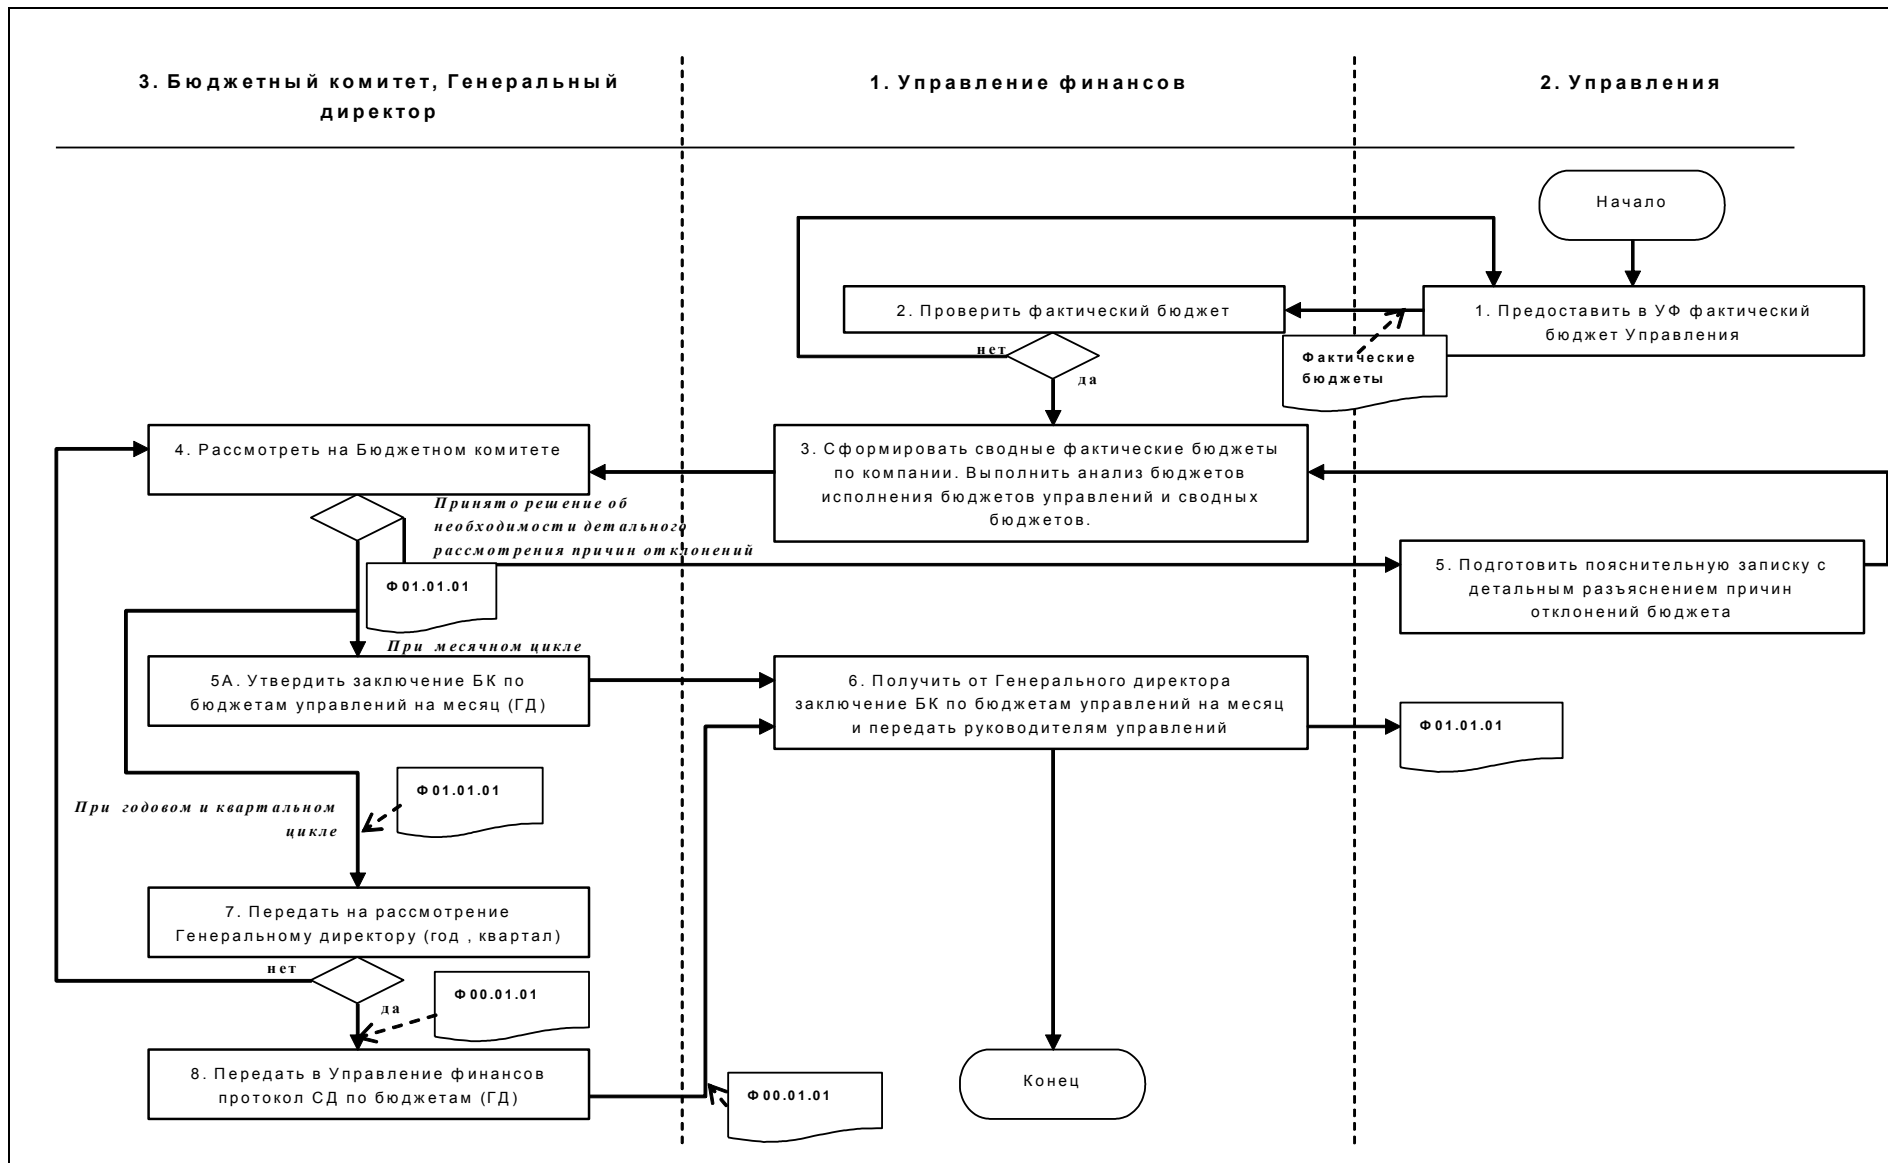 3. Бюджетный комитет, Генеральный
директор
1. Управление финансов
2. Управления
Начало
2. Проверить фактический бюджет
1. Предоставить в УФ фактический
бюджет Управления
нет
да
Фактические
бюджеты
4. Рассмотреть на Бюджетном комитете
3. Сформировать сводные фактические бюджеты
по компании. Выполнить анализ бюджетов
исполнения бюджетов управлений и сводных
бюджетов.
Принято решение об
необходимости детального
рассмотрения причин отклонений
Ф01.01.01
5. Подготовить пояснительную записку с
детальным разъяснением причин
отклонений бюджета
При месячном цикле
5А. Утвердить заключение БК по
бюджетам управлений на месяц (ГД)
6. Получить от Генерального директора
заключение БК по бюджетам управлений на месяц
и передать руководителям управлений
Ф01.01.01
Ф01.01.01
При годовом и квартальном
цикле
7. Передать на рассмотрение
Генеральному директору (год , квартал)
нет
да
Ф00.01.01
8. Передать в Управление финансов
протокол СД по бюджетам (ГД)
Ф00.01.01
Конец